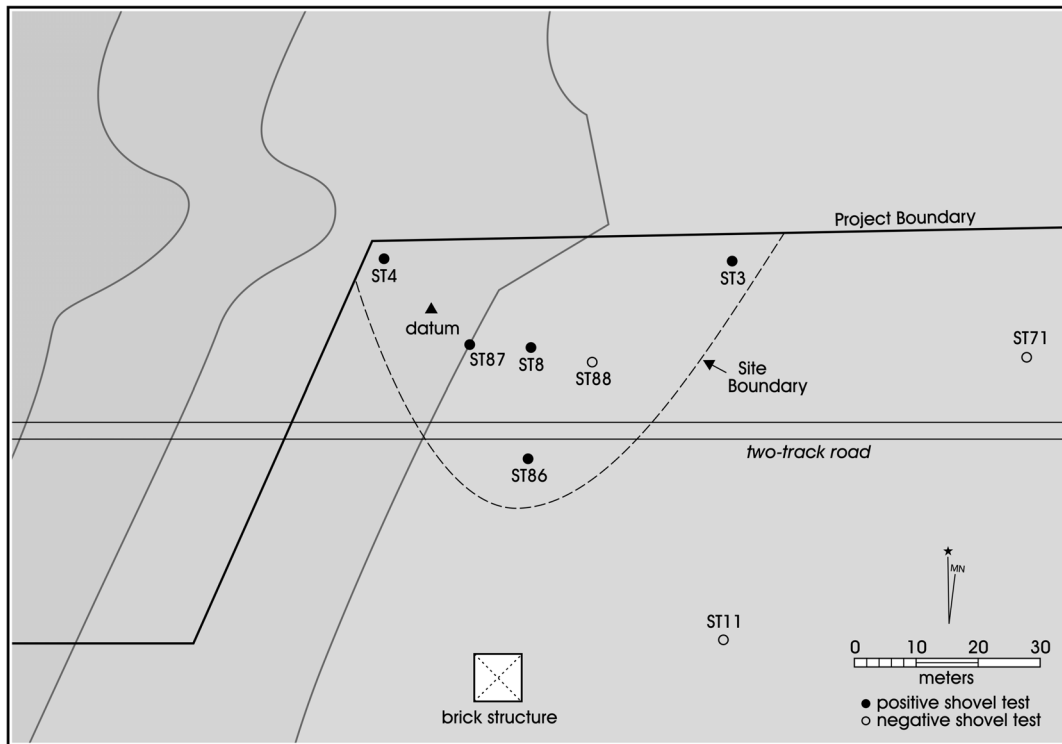 Project Boundary
ST4
ST3
datum
ST87
ST8
ST88
ST71
Site
Boundary
two-track road
ST86
MN
ST11
0 10 20 30
meters
brick structure
positive shovel test
negative shovel test